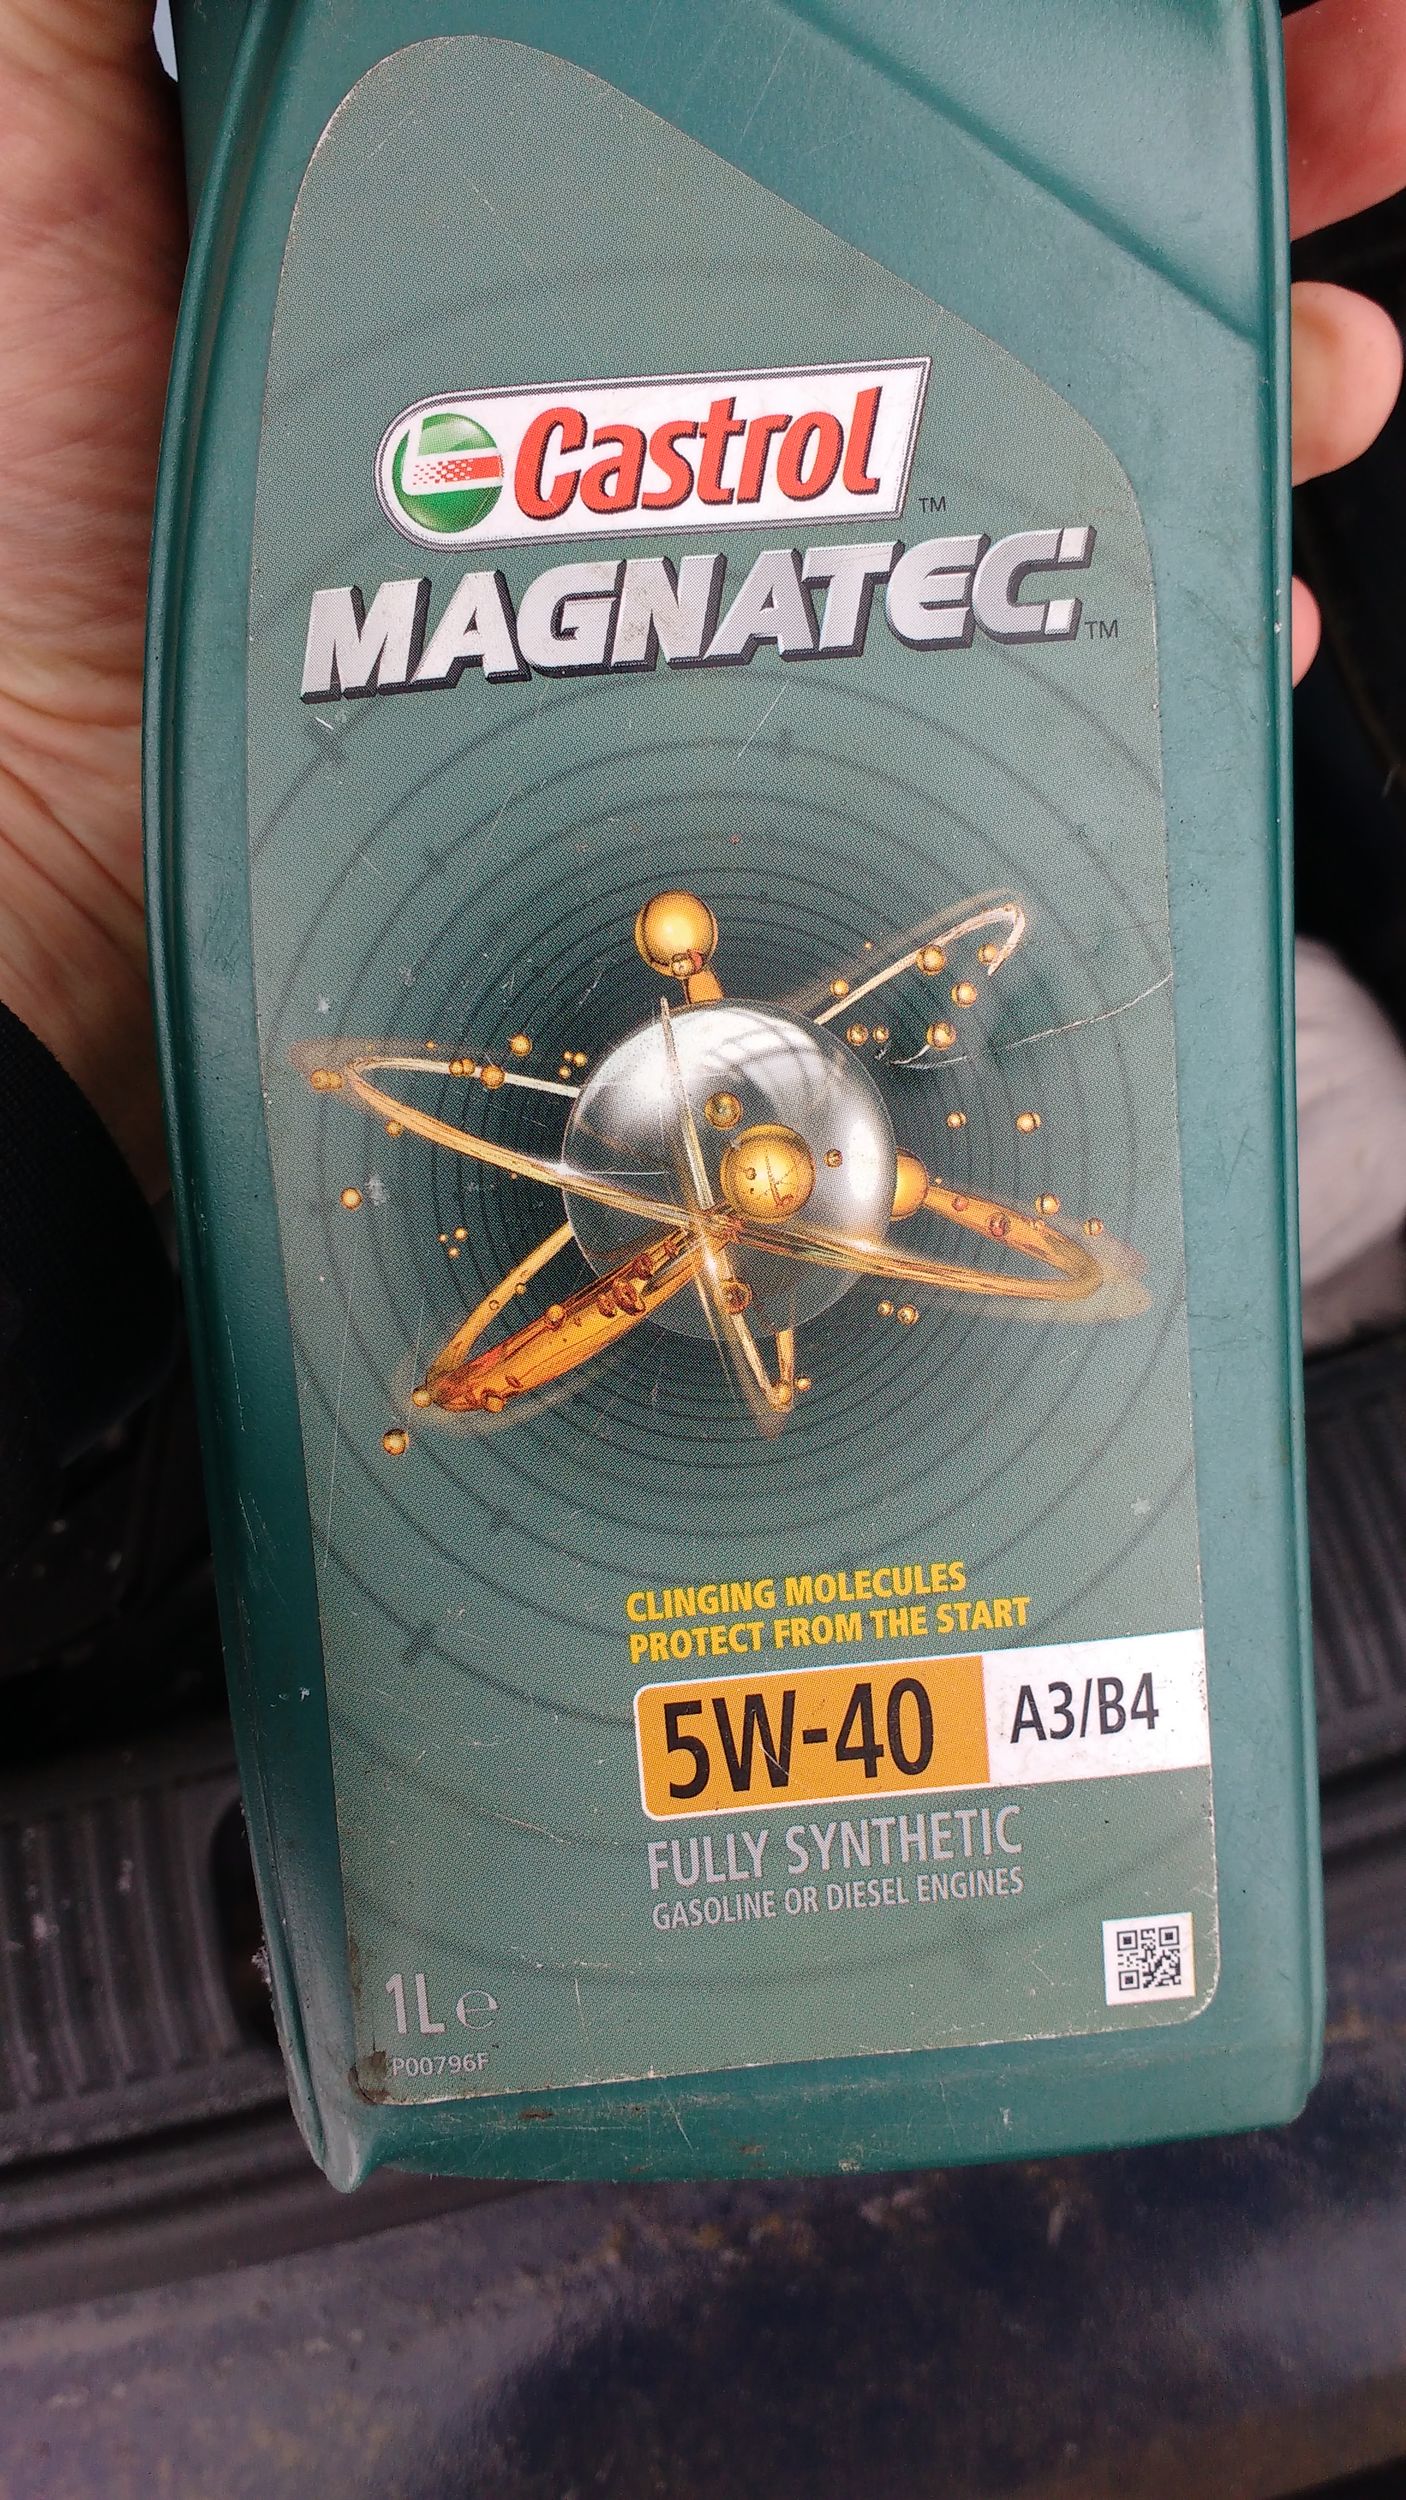 Castrol
TM
MAGNATEC
TM
CLINGING MOLECULES
PROTECT FROM THE START
5W-40 A3/B4
FULLY SYNTHETIC
GASOLINE OR DIESEL ENGINES
1L e
P00796F